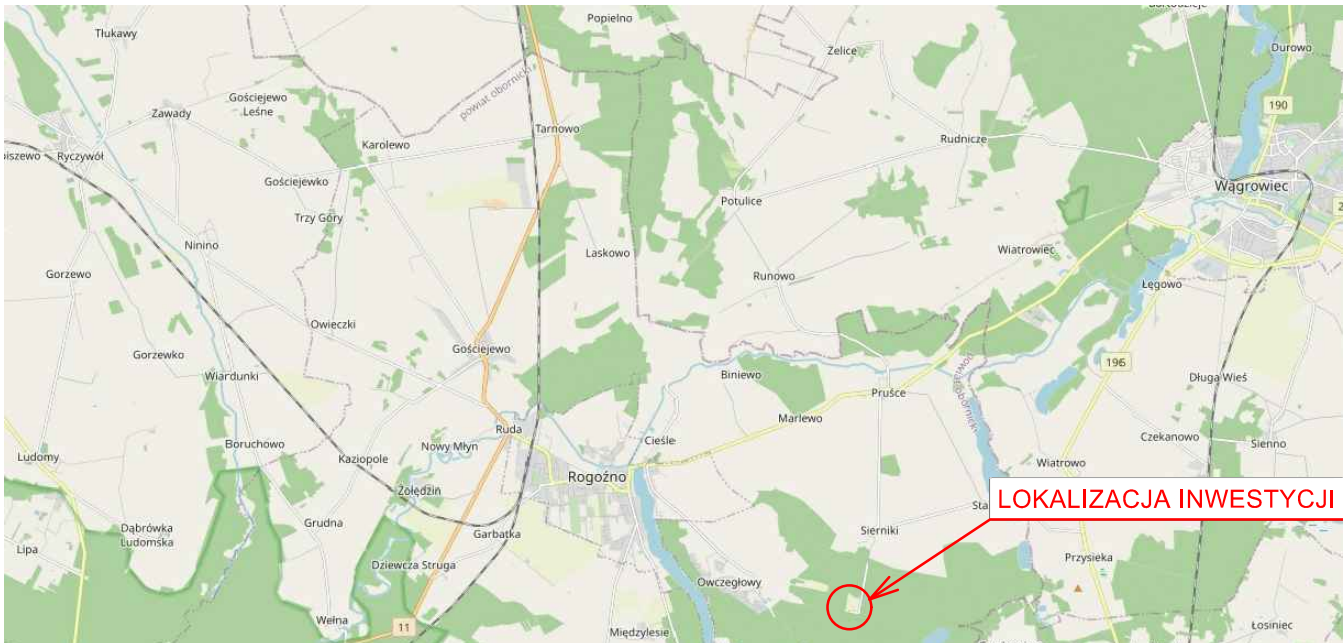 Popielno
Tłukawy
Żelice
Durowo
powiat obornicki
Gościejewo
Leśne
190
Zawady
Tarnowo
Rudnicze
Karolewo
Ryczywół
Gościejewko
Wągrowiec
Potulice
Trzy Góry
Ninino
Laskowo
Wiatrowiec
Gorzewo
Runowo
Łęgowo
Owieczki
Gościejewo
Gorzewko
196
Wiardunki
Biniewo
Długa Wieś
Pruśce
Marlewo
Ruda
Boruchowo
Nowy Młyn
Cieśle
Czekanowo
Sienno
Ludomy
Kaziopole
Wiatrowo
Rogoźno
Żołędzin
LOKALIZACJA INWESTYCJI
Grudna
Dąbrówka
Ludomska
Garbatka
Sierniki
Lipa
Przysieka
Dziewcza Struga
Owczegłowy
Wełna
11
Międzylesie
Łosiniec